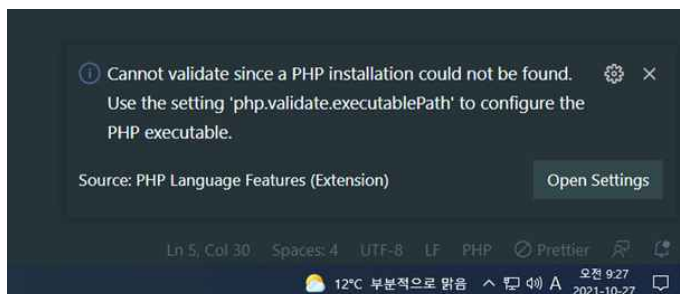 Cannot validate since a PHP installation could not be found.
Use the setting 'php.validate.executablePath' to configure the
PHP executable.
Source: PHP Language Features (Extension)
Open Settings
Ln 5, Col 30 Spaces: 4 UTF-8 LF PHP Prettier
12°C 부분적으로 맑음 A 오전 9:27
2021-10-27